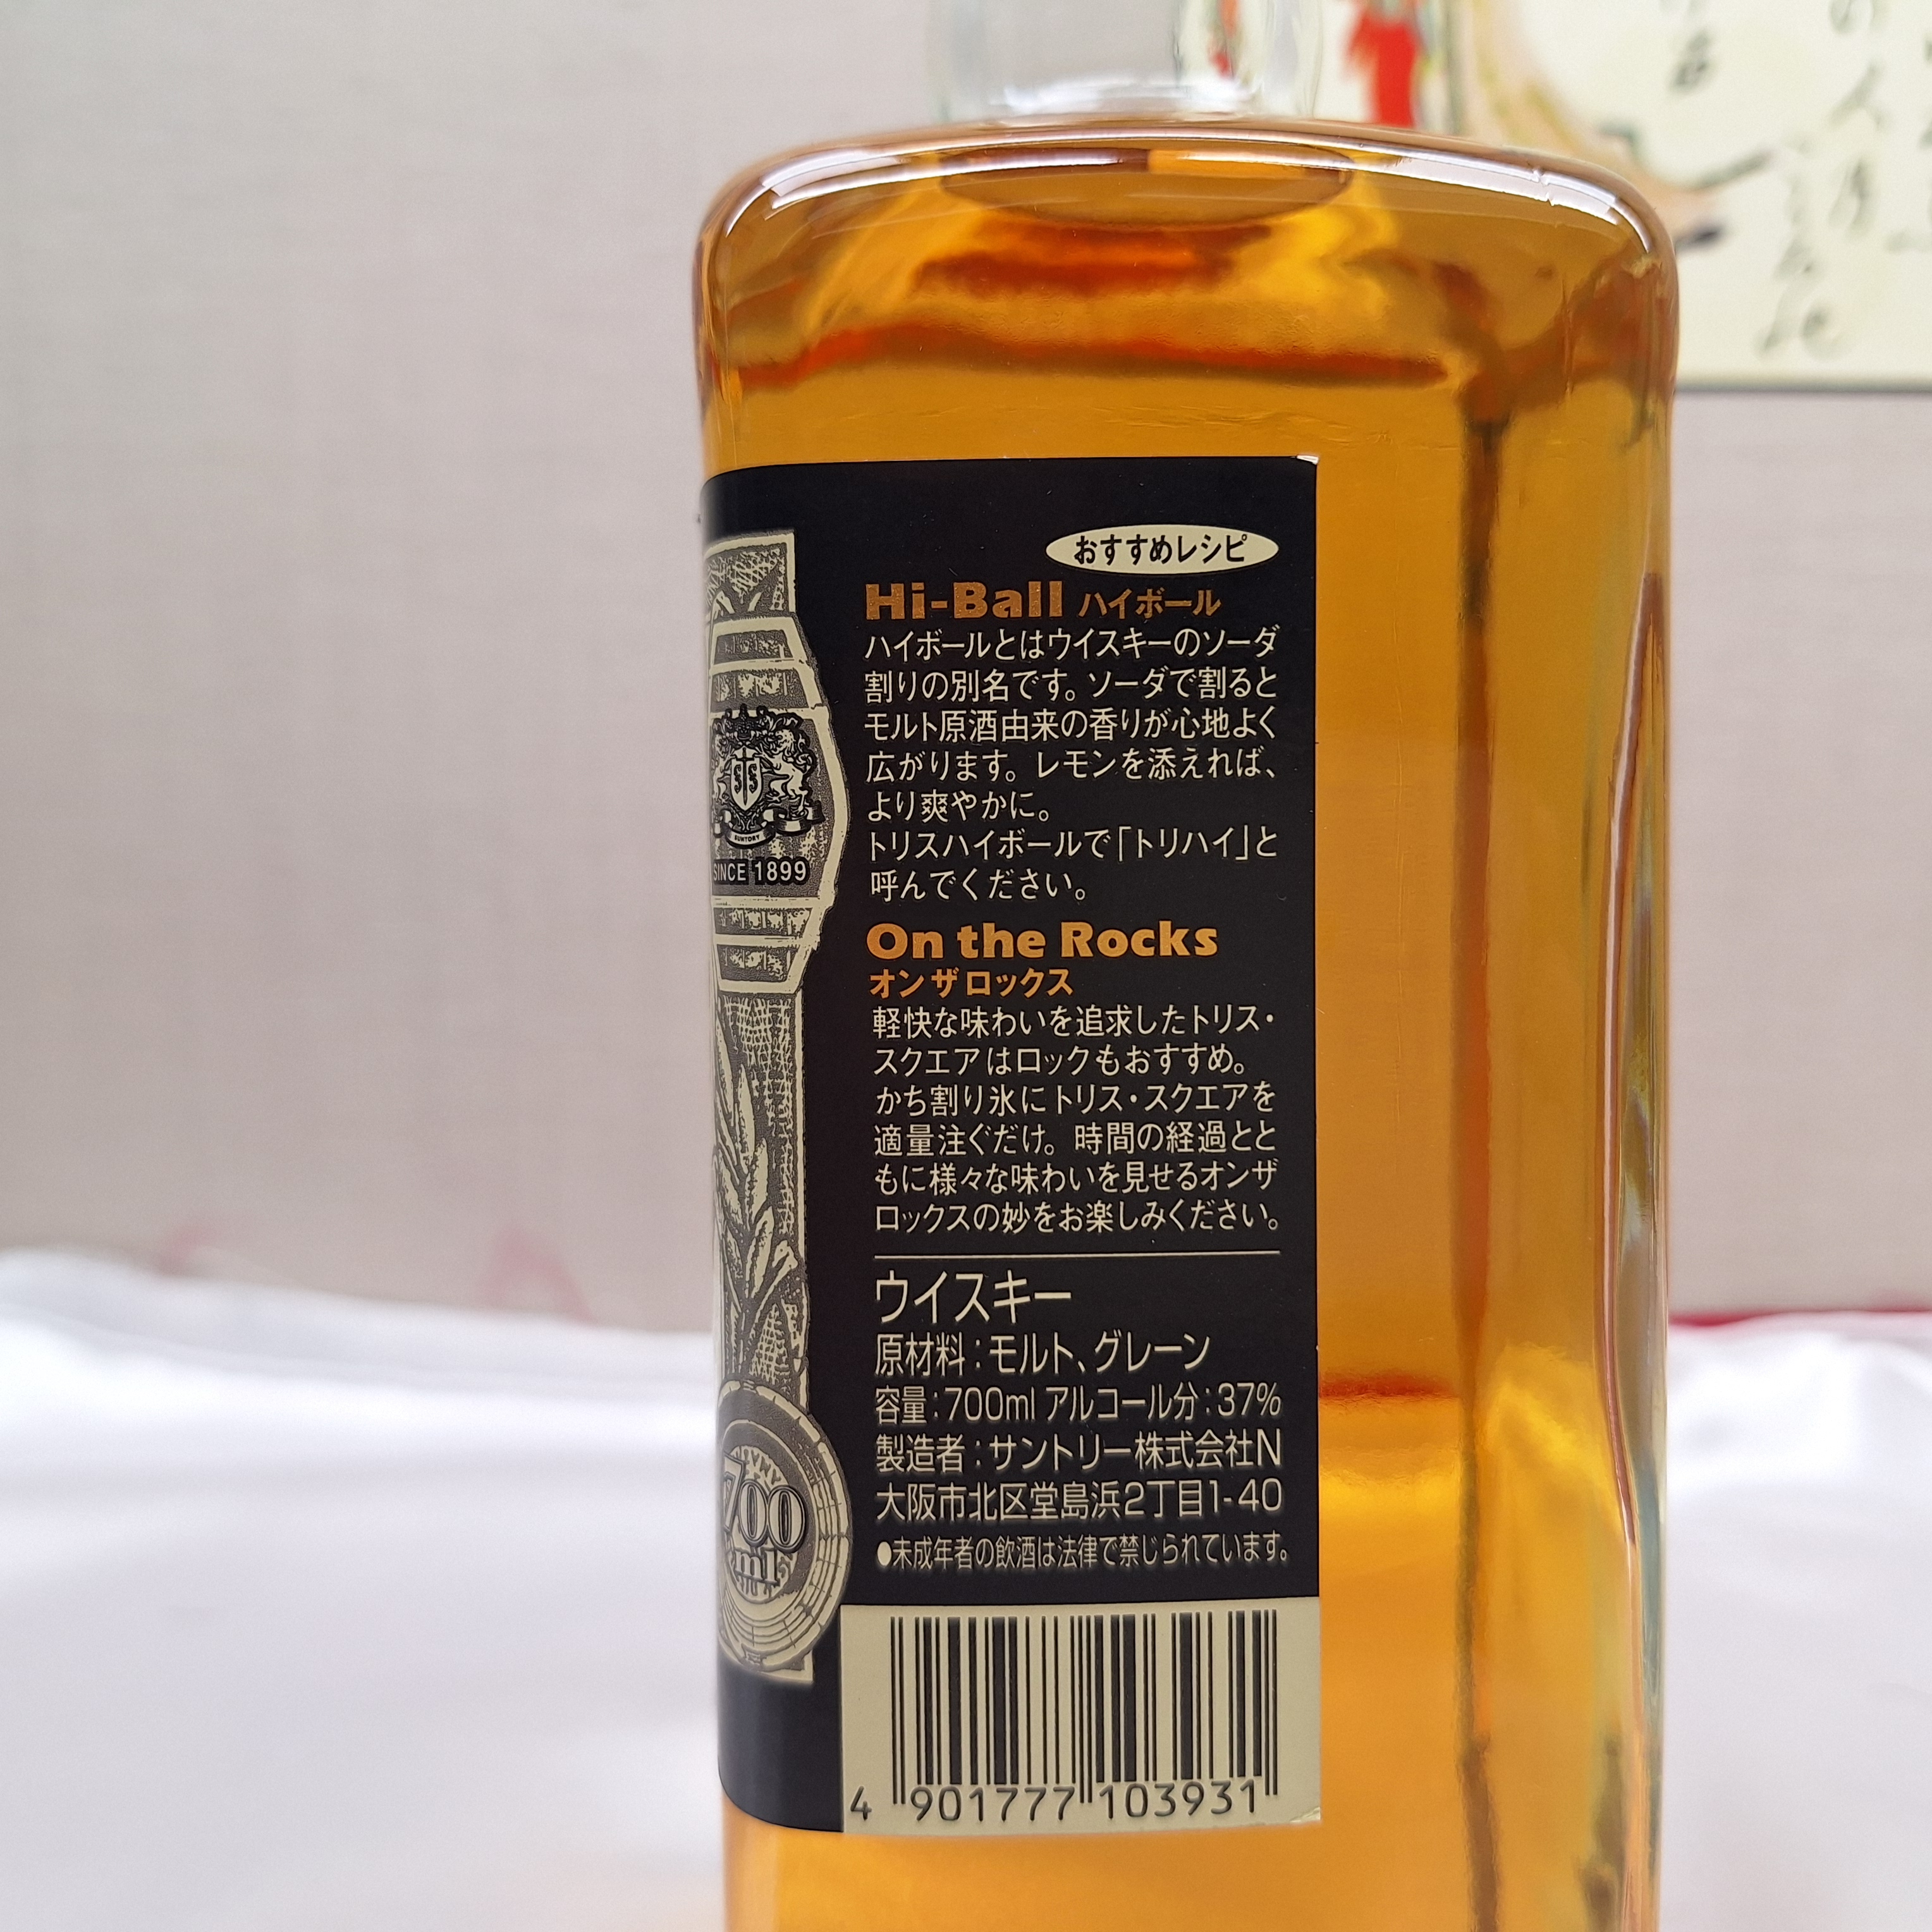 おすすめレシピ
Hi-Ball ハイボール
ハイボールとはウイスキーのソーダ
割りの別名です。ソーダで割ると
モルト原酒由来の香りが心地よく
広がります。レモンを添えれば、
より爽やかに。
トリスハイボールで「トリハイ」と
呼んでください。
On the Rocks
オン ザ ロックス
軽快な味わいを追求したトリス・
スクエアはロックもおすすめ。
かち割り氷にトリス・スクエアを
適量注ぐだけ。時間の経過とと
もに様々な味わいを見せるオンザ
ロックスの妙をお楽しみください。
ウイスキー
原材料：モルト、グレーン
容量：700ml アルコール分：37%
製造者：サントリー株式会社N
大阪市北区堂島浜2丁目1-40
●未成年者の飲酒は法律で禁じられています。
4 901777 103931
SUNTORY
SINCE 1899
700
ml